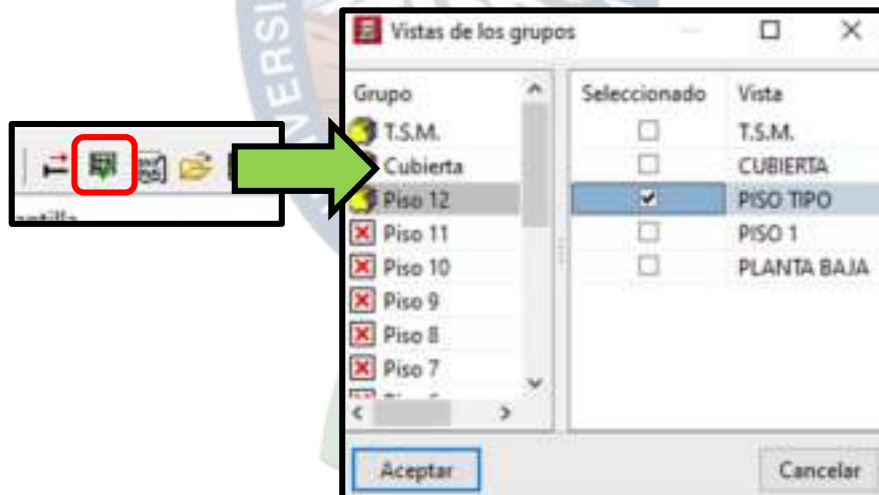 UNIVERSI
Vistas de los grupos
Grupo
Seleccionado Vista
T.S.M. T.S.M.
Cubierta CUBIERTA
Piso 12 PISO TIPO
Piso 11 PISO 1
Piso 10 PLANTA BAJA
Piso 9
Piso 8
Piso 7
Aceptar Cancelar